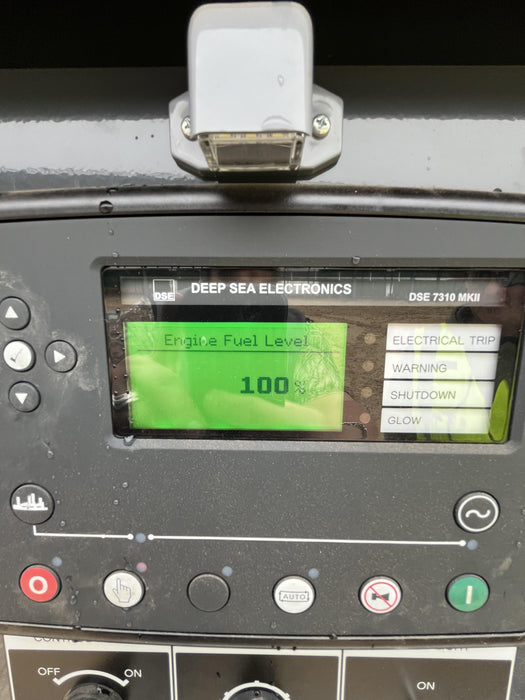 DSE
DEEP SEA ELECTRONICS
DSE 7310 MKII
Engine Fuel Level
100%
ELECTRICAL TRIP
WARNING
SHUTDOWN
GLOW
O
AUTO
I
OFF
ON
ON